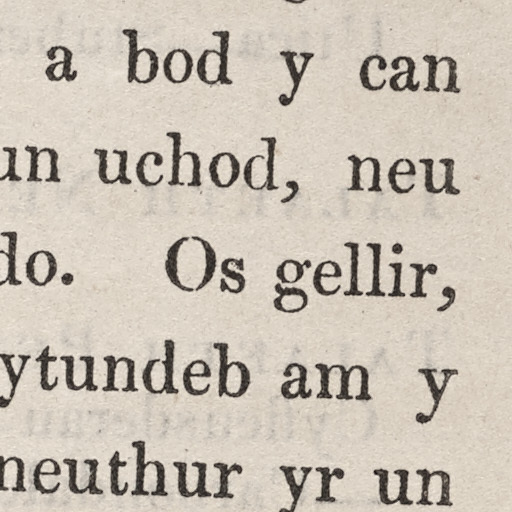 a bod y can
un uchod, neu
do. Os gellir,
ytundeb am y
neuthur yr un